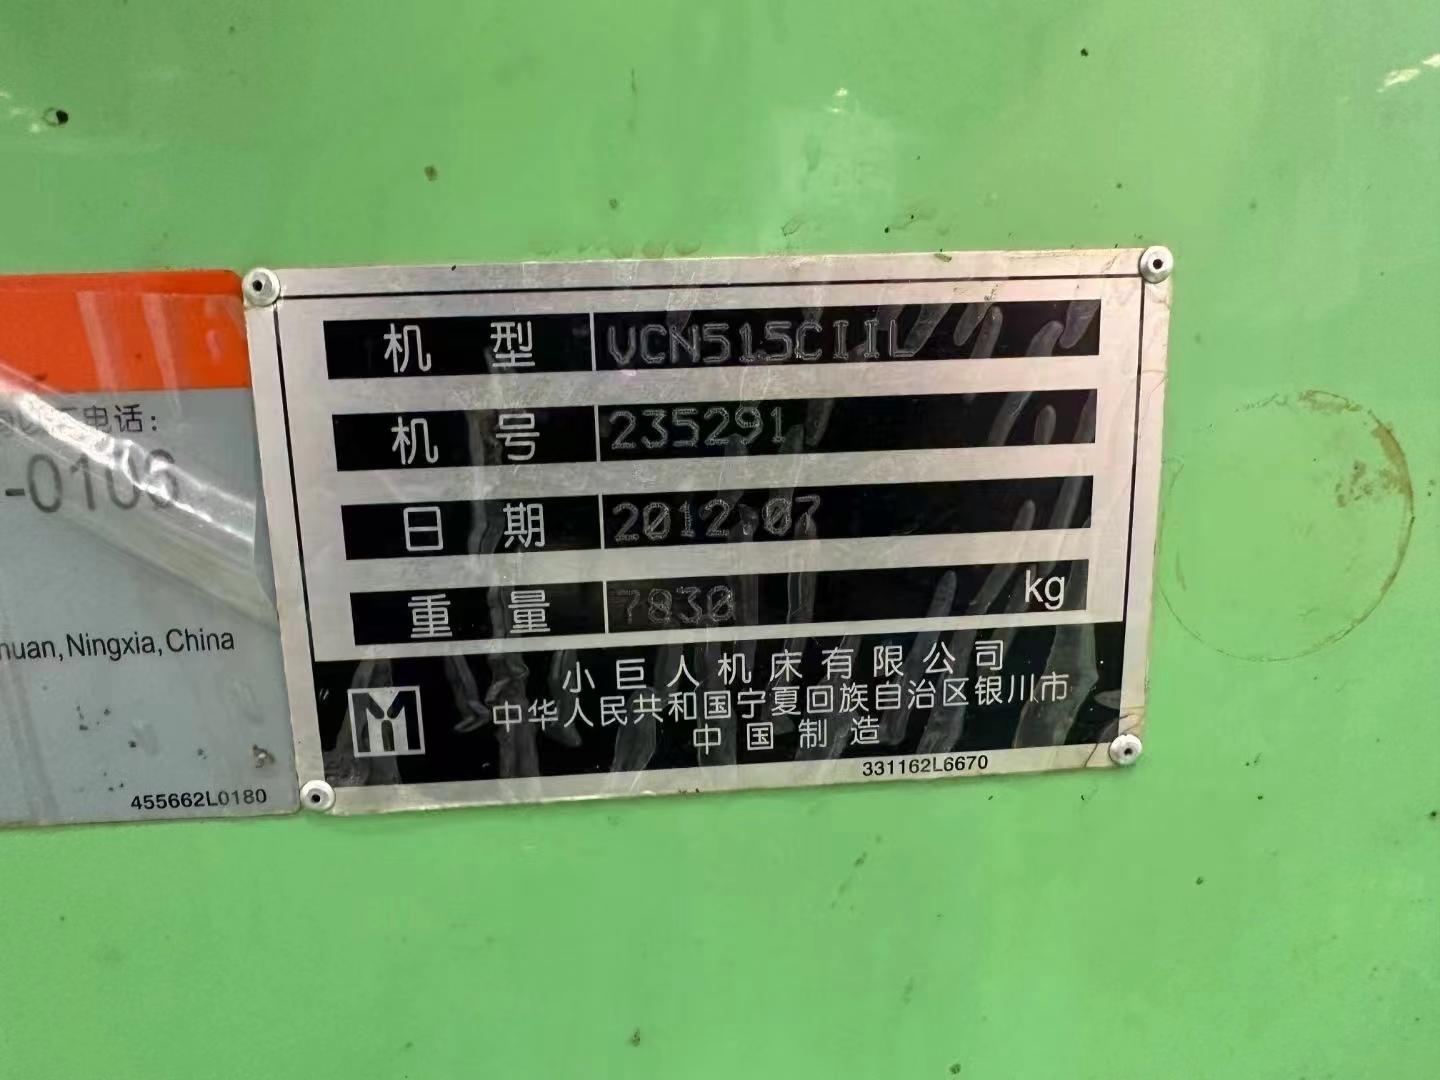 电话:
-0106
huan, Ningxia, China
455662L0180
机 型 VCN515CIIL
机 号 235291
日 期 2012.07
重 量 7830 kg
小巨人机床有限公司
中华人民共和国宁夏回族自治区银川市
中国制造
331162L6670